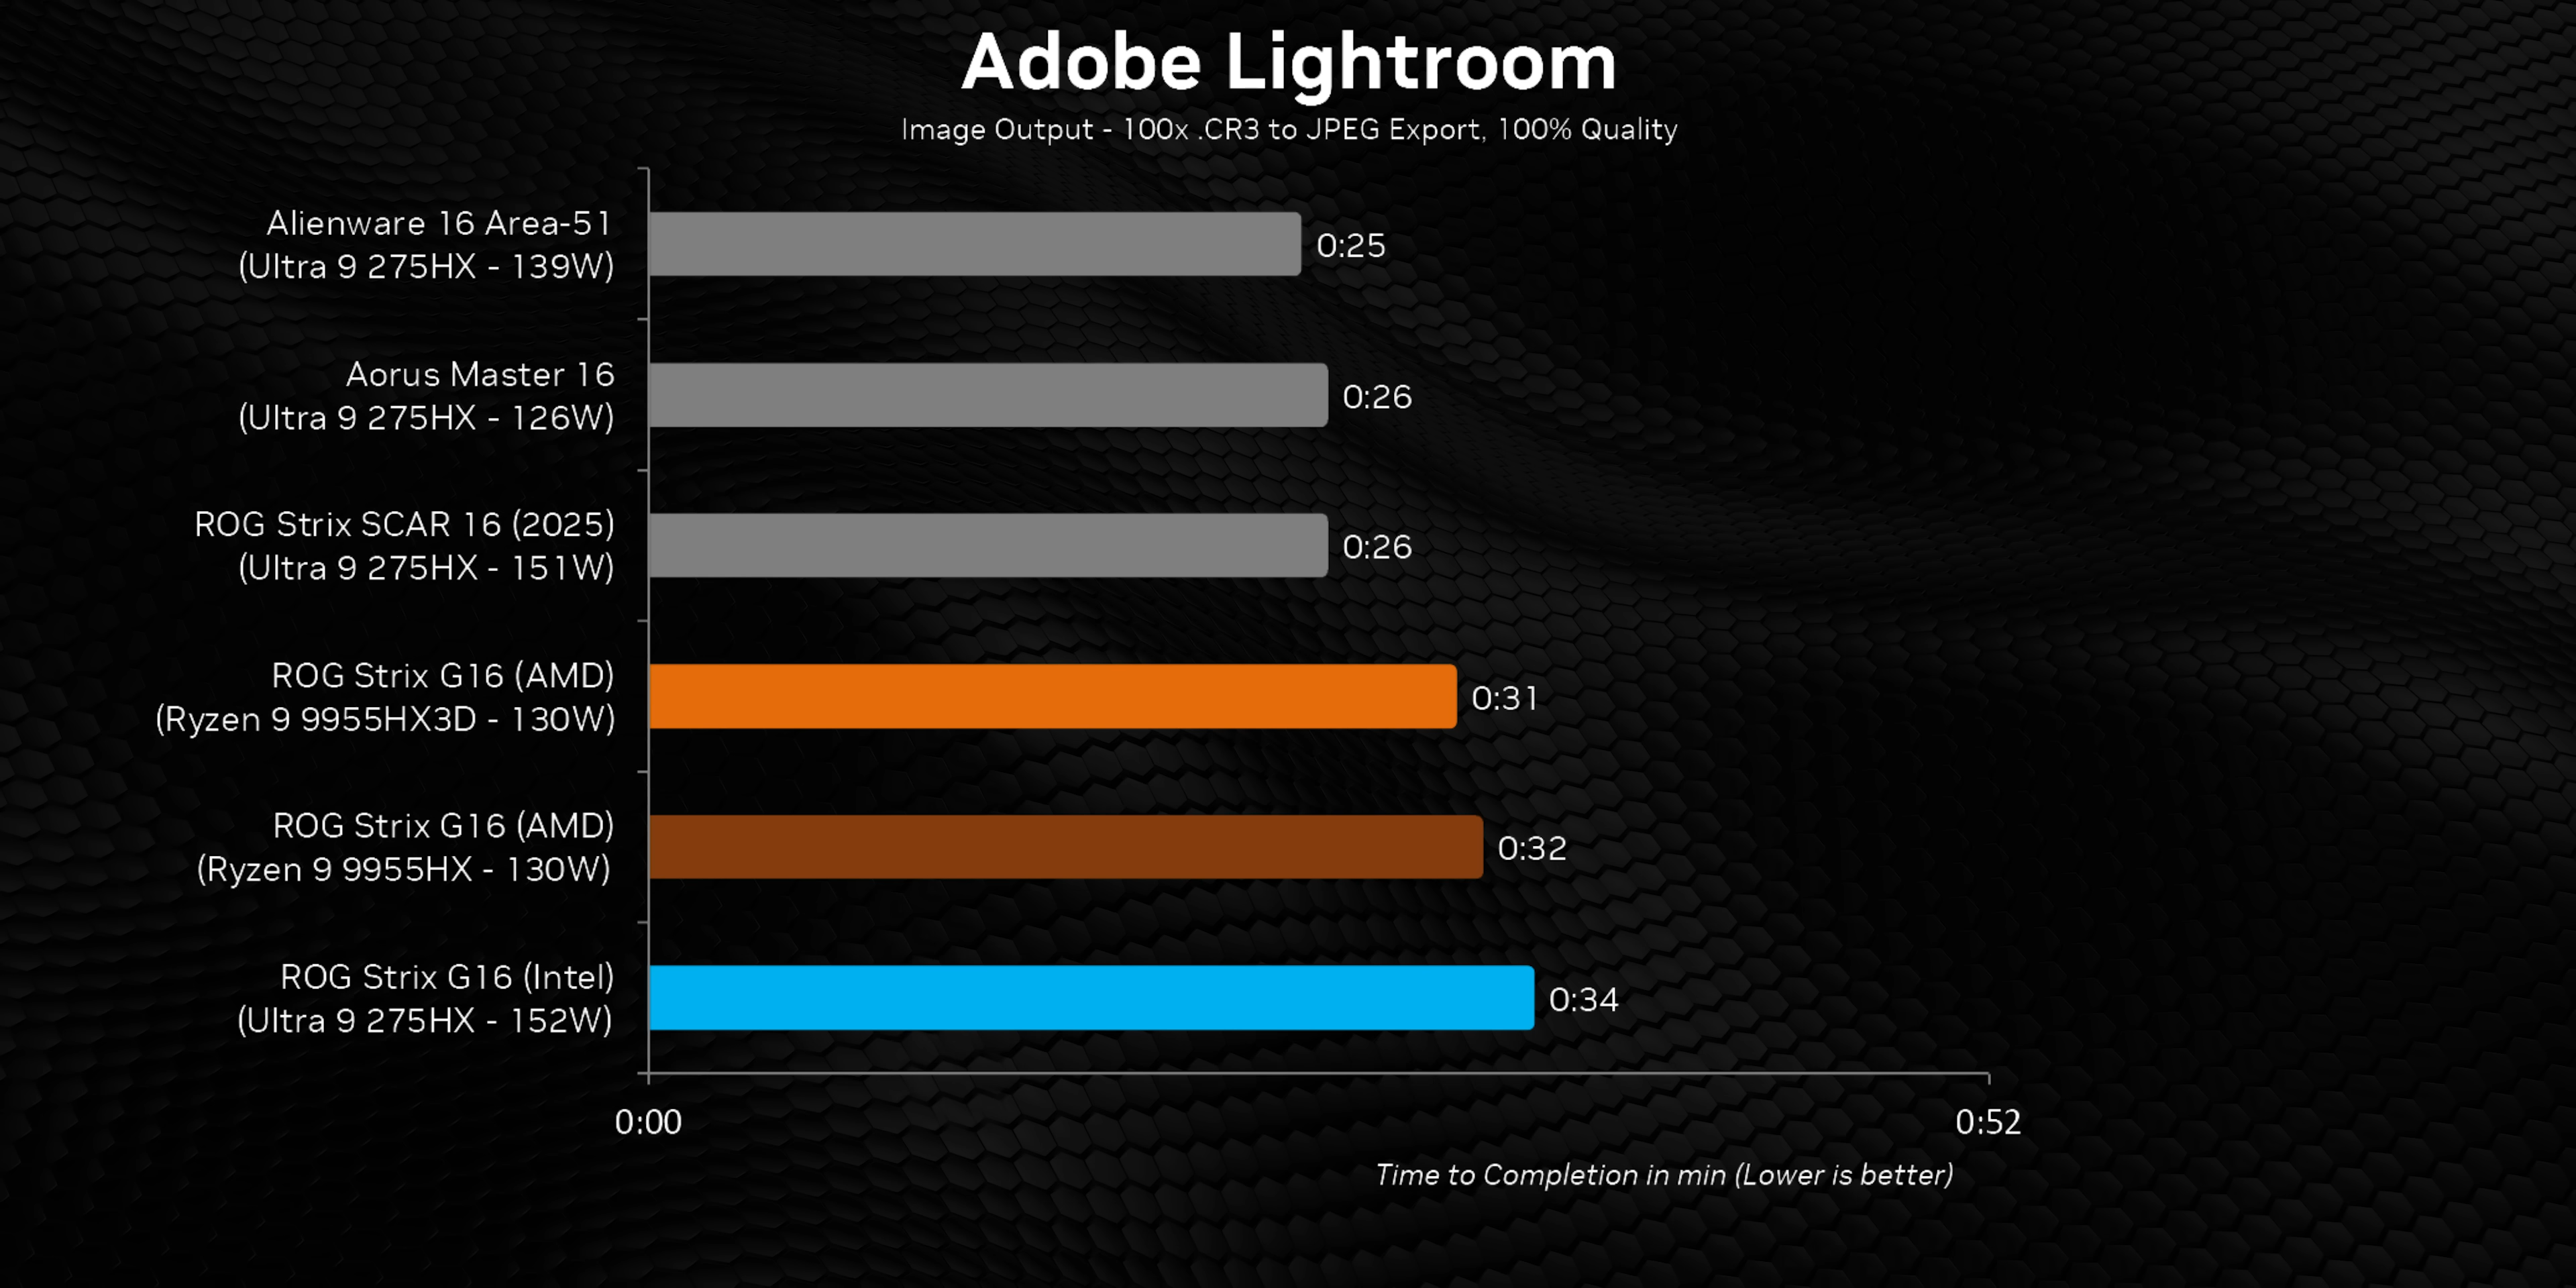 Adobe Lightroom
Image Output - 100x .CR3 to JPEG Export, 100% Quality
Alienware 16 Area-51
(Ultra 9 275HX - 139W)
0:25
Aorus Master 16
(Ultra 9 275HX - 126W)
0:26
ROG Strix SCAR 16 (2025)
(Ultra 9 275HX - 151W)
0:26
ROG Strix G16 (AMD)
(Ryzen 9 9955HX3D - 130W)
0:31
ROG Strix G16 (AMD)
(Ryzen 9 9955HX - 130W)
0:32
ROG Strix G16 (Intel)
(Ultra 9 275HX - 152W)
0:34
0:00
0:52
Time to Completion in min (Lower is better)